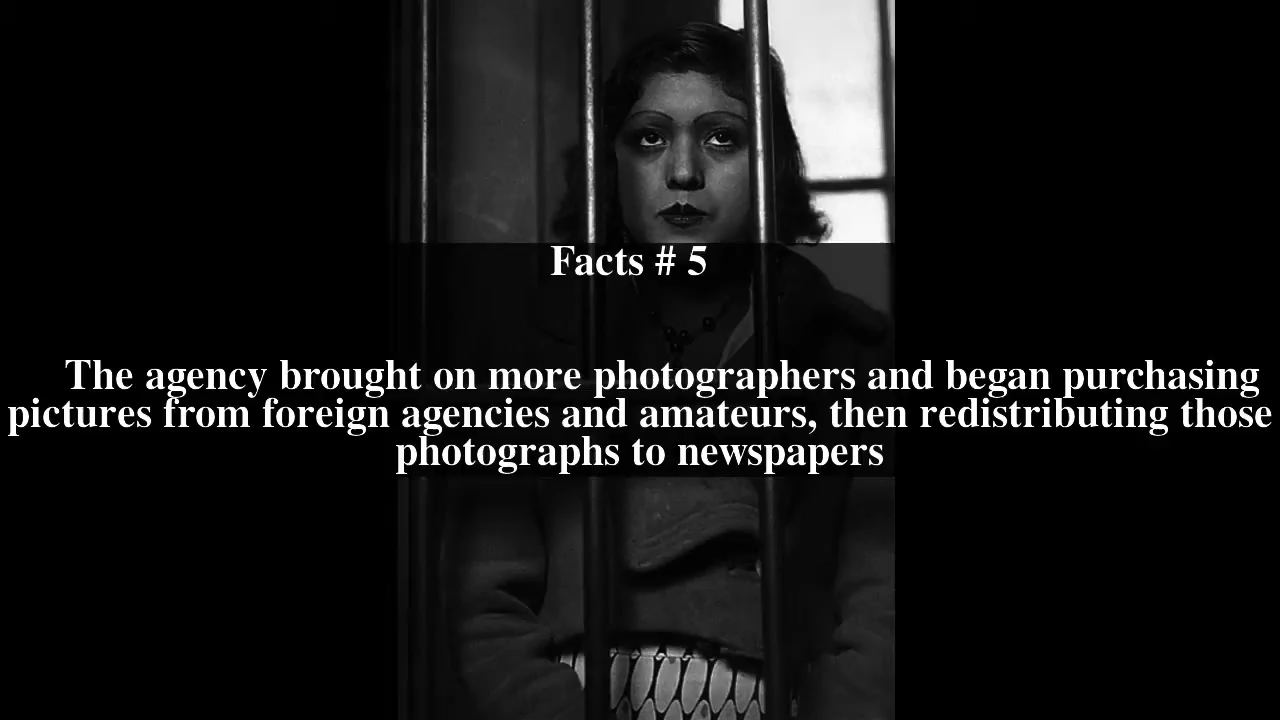 Facts # 5
The agency brought on more photographers and began purchasing
pictures from foreign agencies and amateurs, then redistributing those
photographs to newspapers